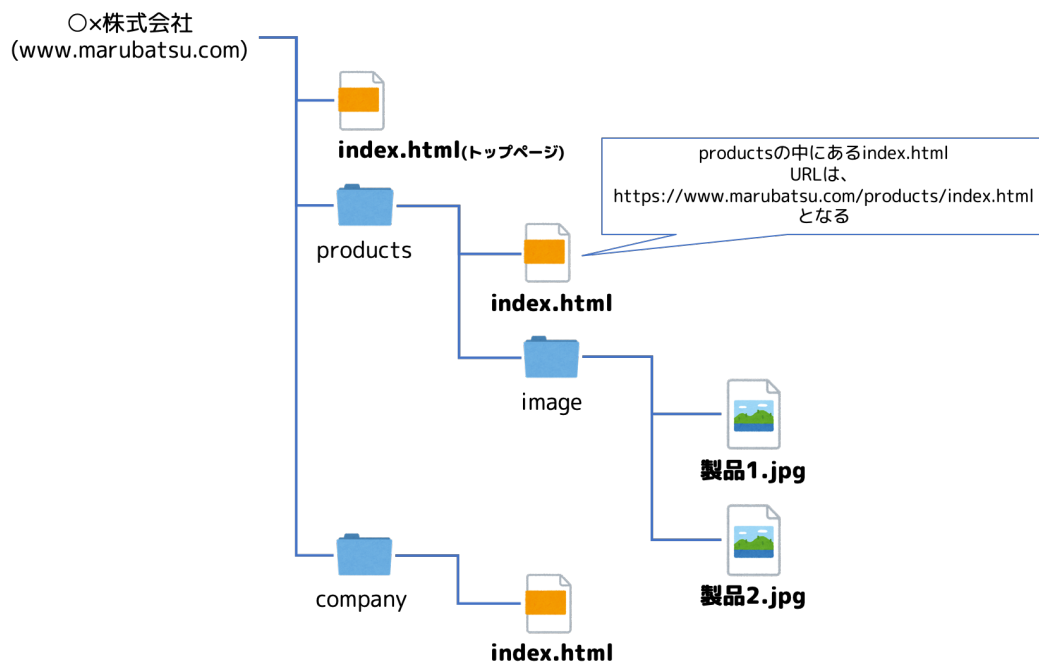 ○×株式会社
(www.marubatsu.com)
index.html(トップページ)
productsの中にあるindex.html
URLは、
https://www.marubatsu.com/products/index.html
となる
products
index.html
image
製品1.jpg
製品2.jpg
company
index.html